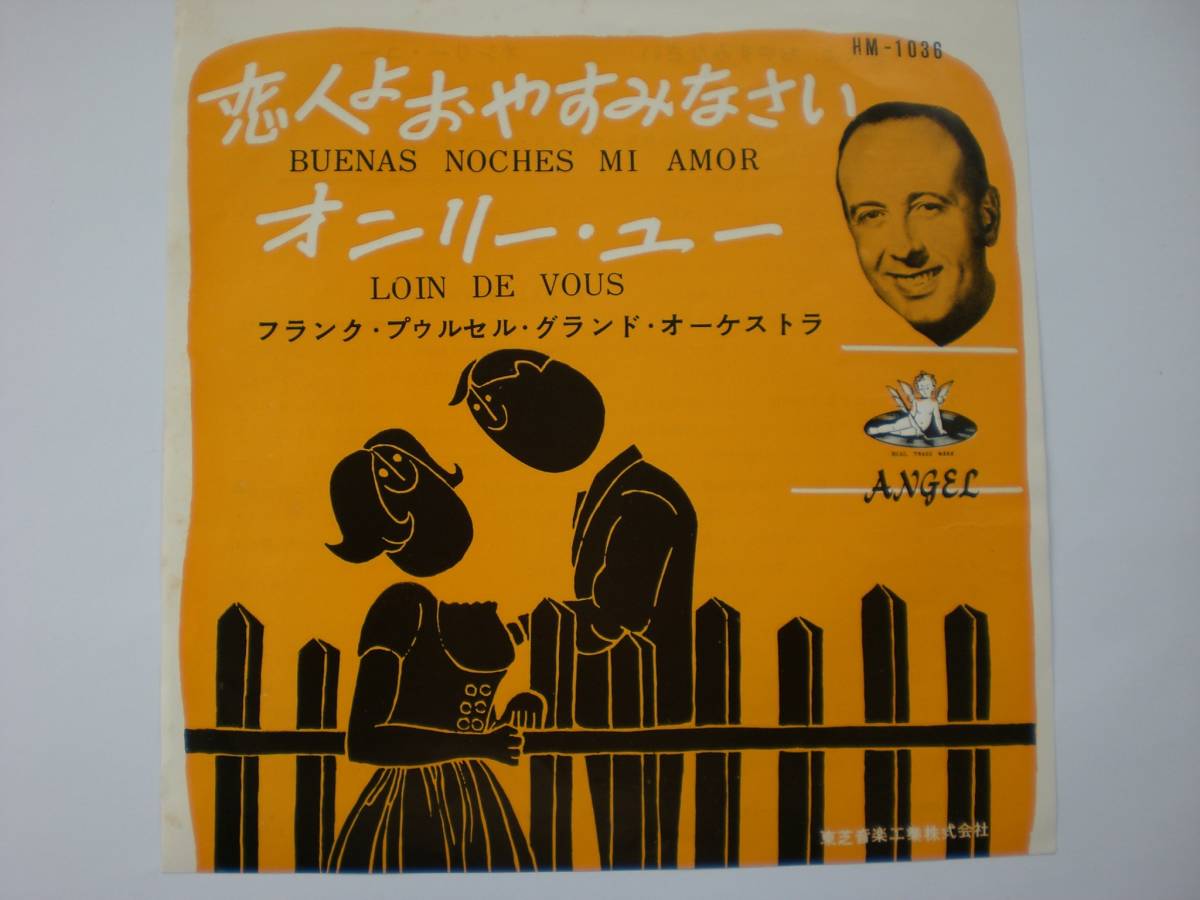 HM-1036
恋人よおやすみなさい
BUENAS NOCHES MI AMOR
オンリー・ユー
LOIN DE VOUS
フランク・プゥルセル・グランド・オーケストラ
ANGEL
東芝音楽工業株式会社